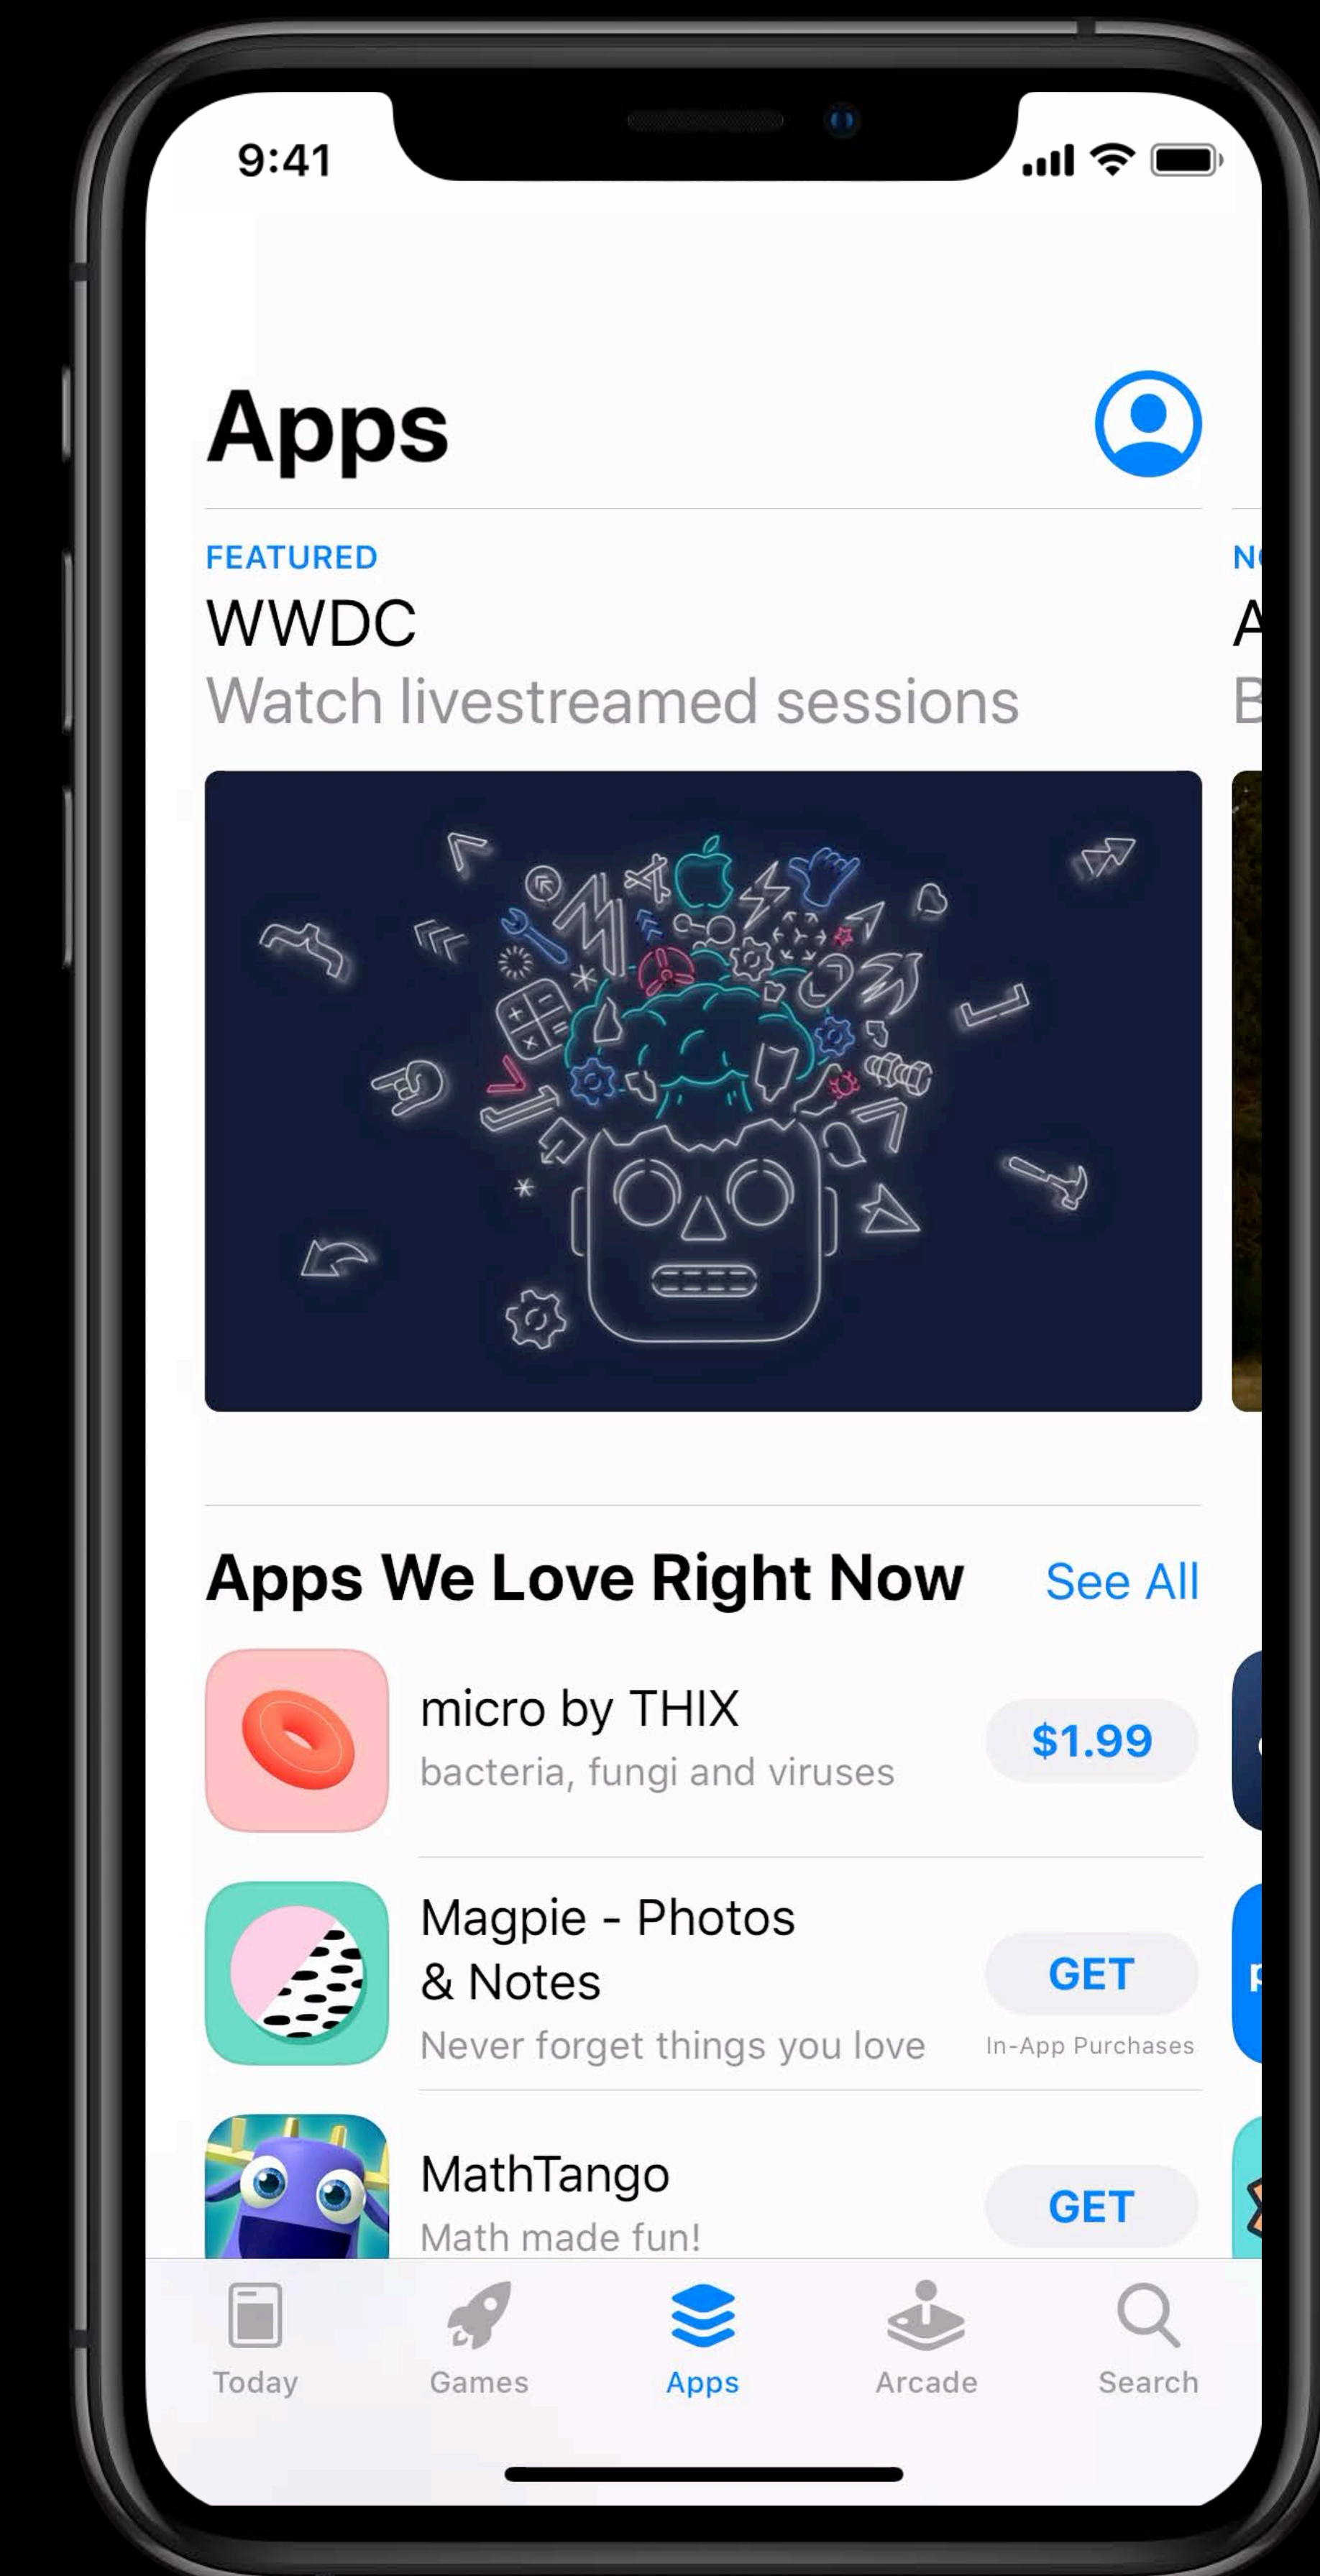 9:41
Apps
FEATURED
WWDC
Watch livestreamed sessions
A
B
Apps We Love Right Now
See All
micro by THIX
bacteria, fungi and viruses
$1.99
Magpie - Photos
& Notes
Never forget things you love
GET
In-App Purchases
MathTango
Math made fun!
GET
Today
Games
Apps
Arcade
Search